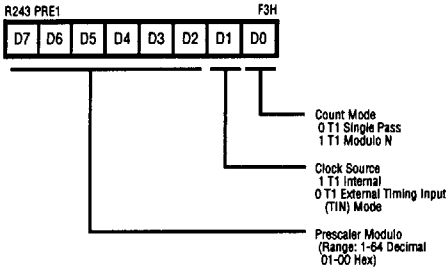 R243 PRE1 F3H
D7 D6 D5 D4 D3 D2 D1 D0
Count Mode
0 T1 Single Pass
1 T1 Modulo N
Clock Source
1 T1 Internal
0 T1 External Timing Input
(TIN) Mode
Prescaler Modulo
(Range: 1-64 Decimal
01-00 Hex)